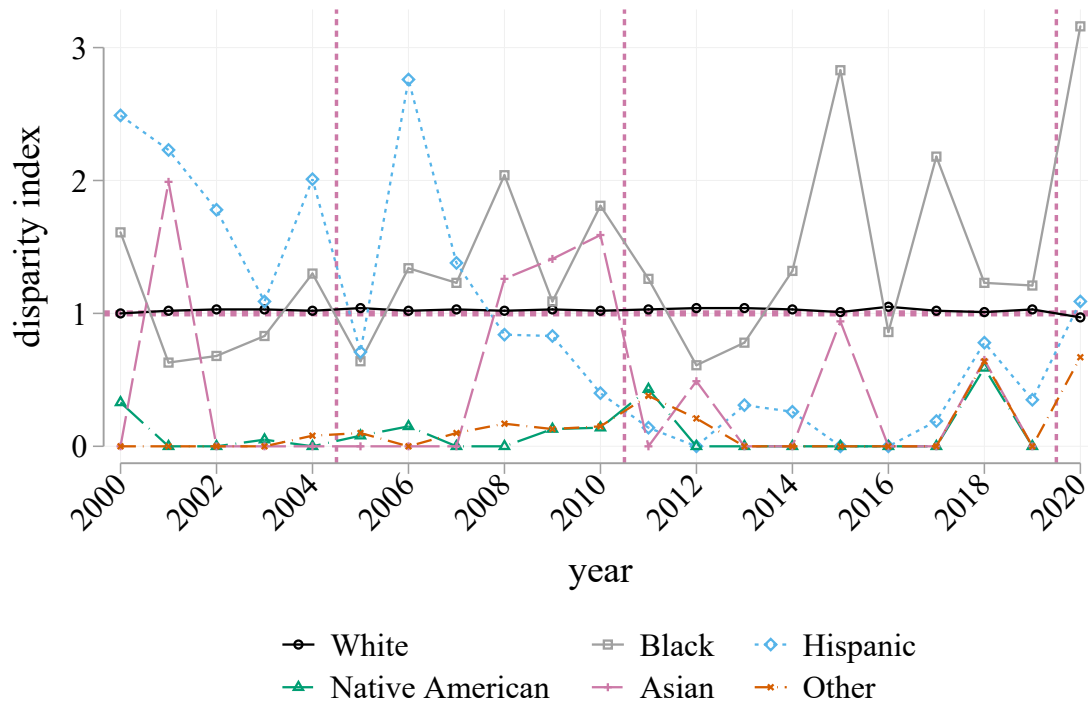 3
2
1
0
disparity index
2000 2002 2004 2006 2008 2010 2012 2014 2016 2018 2020
year
White Black Hispanic
Native American Asian Other